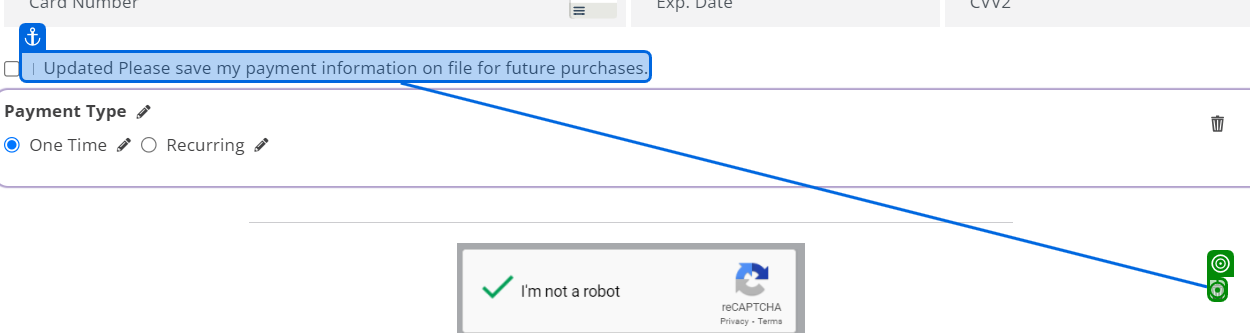 Card Number Exp. Date CVV2
Updated Please save my payment information on file for future purchases.
Payment Type
One Time Recurring
I'm not a robot
reCAPTCHA
Privacy - Terms